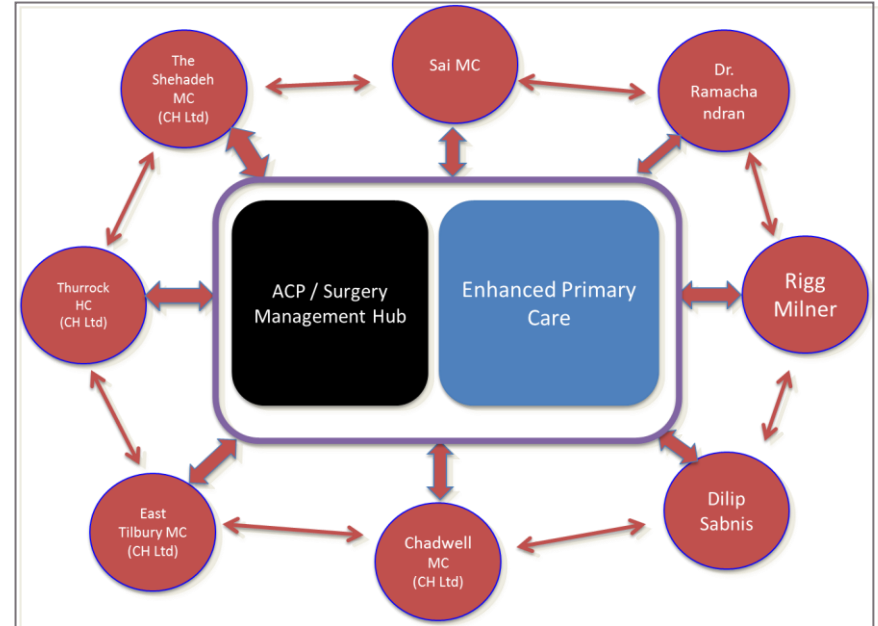 The
Shehadeh
MC
(CH Ltd)
Sai MC
Dr.
Ramacha
ndran
Thurrock
HC
(CH Ltd)
ACP / Surgery
Management Hub
Enhanced Primary
Care
Rigg
Milner
East
Tilbury MC
(CH Ltd)
Chadwell
MC
(CH Ltd)
Dilip
Sabnis